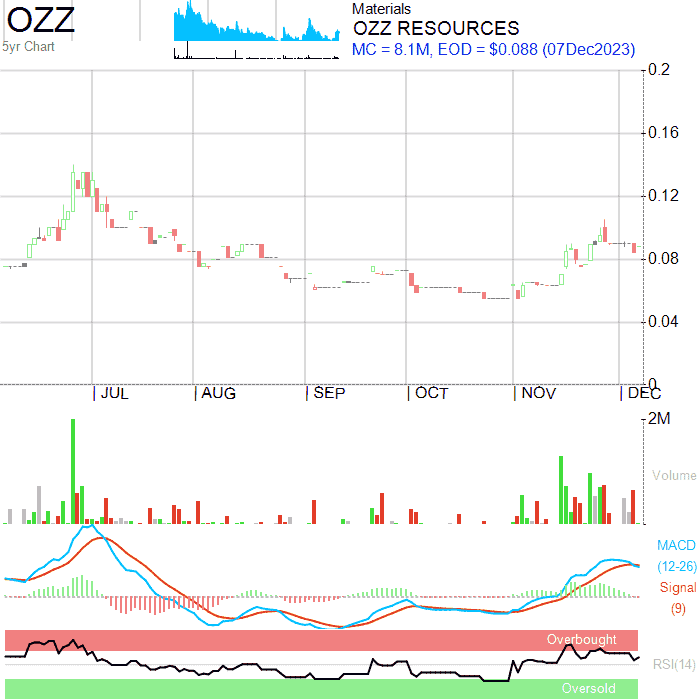 OZZ
5yr Chart
Materials
OZZ RESOURCES
MC = 8.1M, EOD = $0.088 (07Dec2023)
0.2
0.16
0.12
0.08
0.04
0
JUL
AUG
SEP
OCT
NOV
DEC
2M
Volume
MACD
(12-26)
Signal
(9)
Overbought
RSI(14)
Oversold